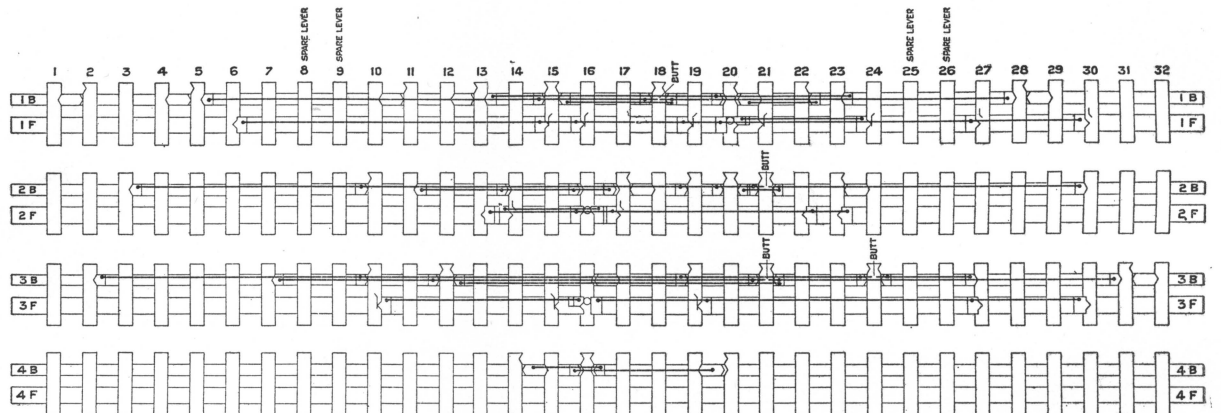 SPARE LEVER SPARE LEVER SPARE LEVER SPARE LEVER
1 2 3 4 5 6 7 8 9 10 11 12 13 14 15 16 17 18 19 20 21 22 23 24 25 26 27 28 29 30 31 32
BUTT
1B 1B
1F 1F
BUTT
2B 2B
2F 2F
BUTT BUTT
3B 3B
3F 3F
4B 4B
4F 4F